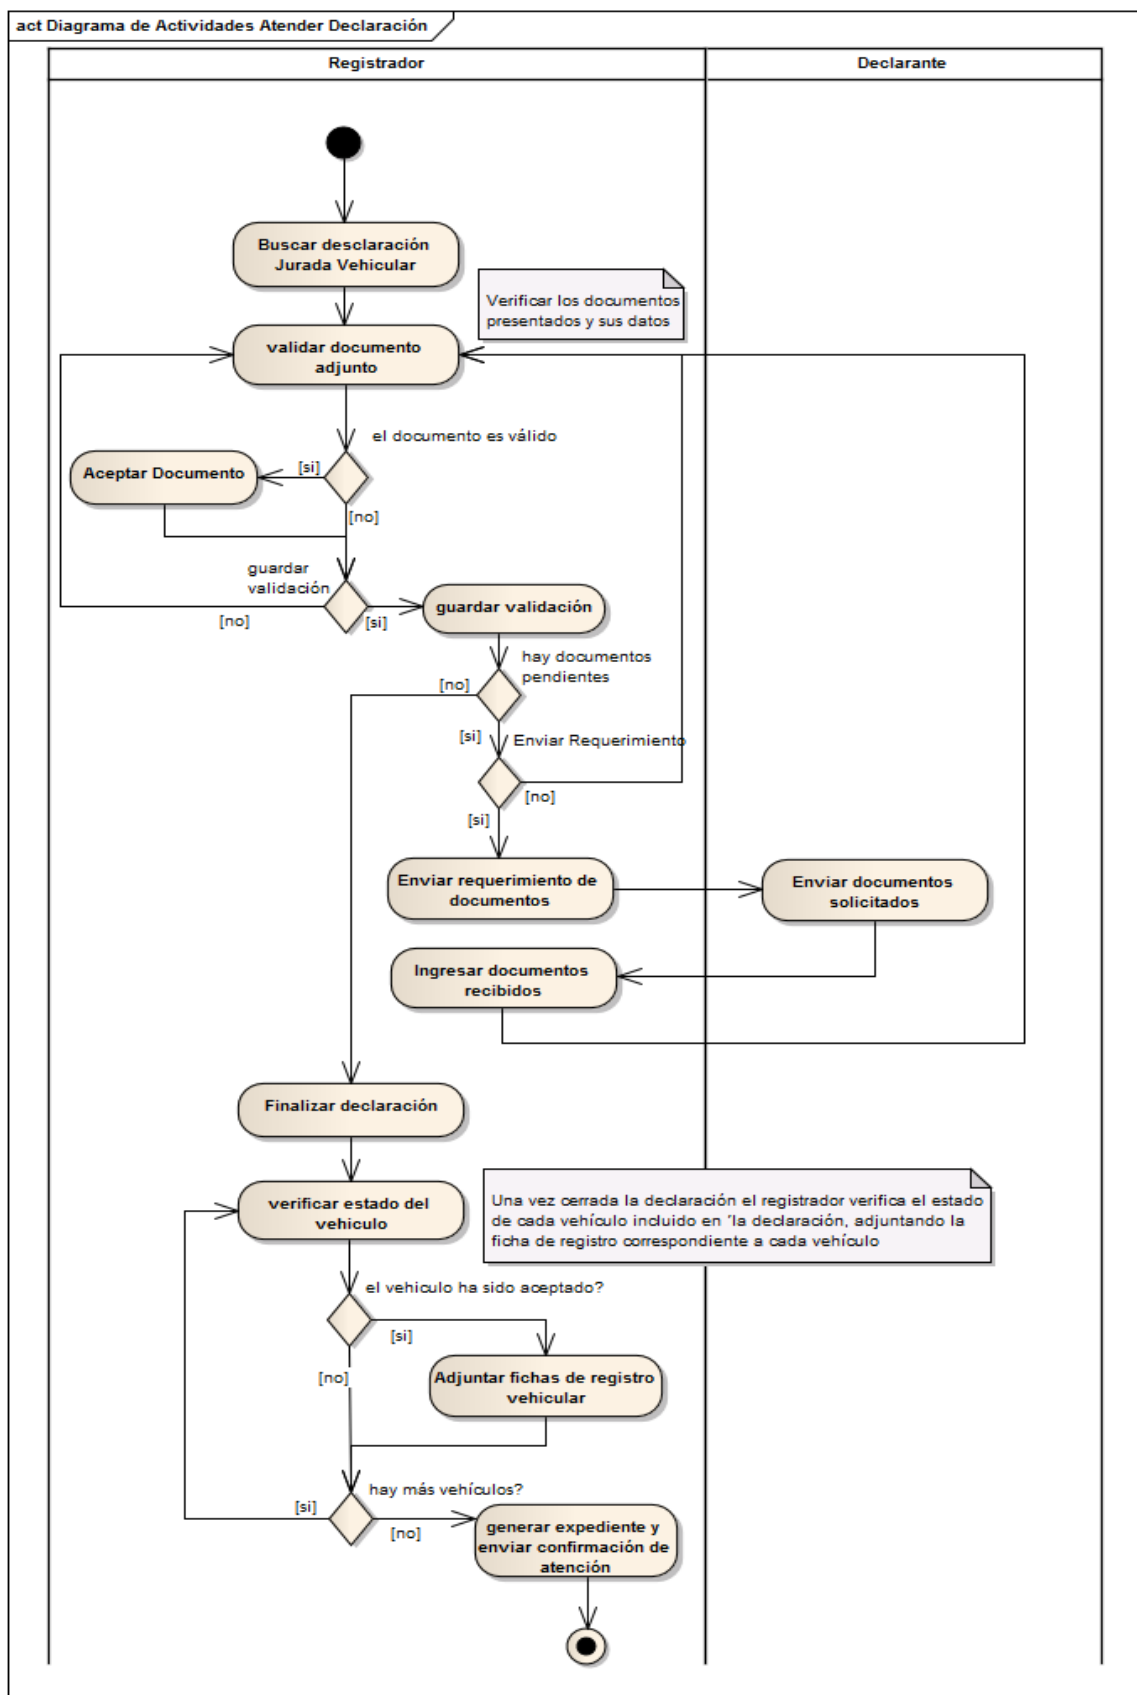 act Diagrama de Actividades Atender Declaración
Registrador
Declarante
Buscar desclaración
Jurada Vehicular
Verificar los documentos
presentados y sus datos
validar documento
adjunto
el documento es válido
[si]
Aceptar Documento
[no]
guardar
validación
[no]
[si]
guardar validación
hay documentos
pendientes
[no]
[si]
Enviar Requerimiento
[no]
[si]
Enviar requerimiento de
documentos
Enviar documentos
solicitados
Ingresar documentos
recibidos
Finalizar declaración
verificar estado del
vehiculo
Una vez cerrada la declaración el registrador verifica el estado
de cada vehículo incluido en ´la declaración, adjuntando la
ficha de registro correspondiente a cada vehículo
el vehiculo ha sido aceptado?
[si]
[no]
Adjuntar fichas de registro
vehicular
hay más vehículos?
[si]
[no]
generar expediente y
enviar confirmación de
atención